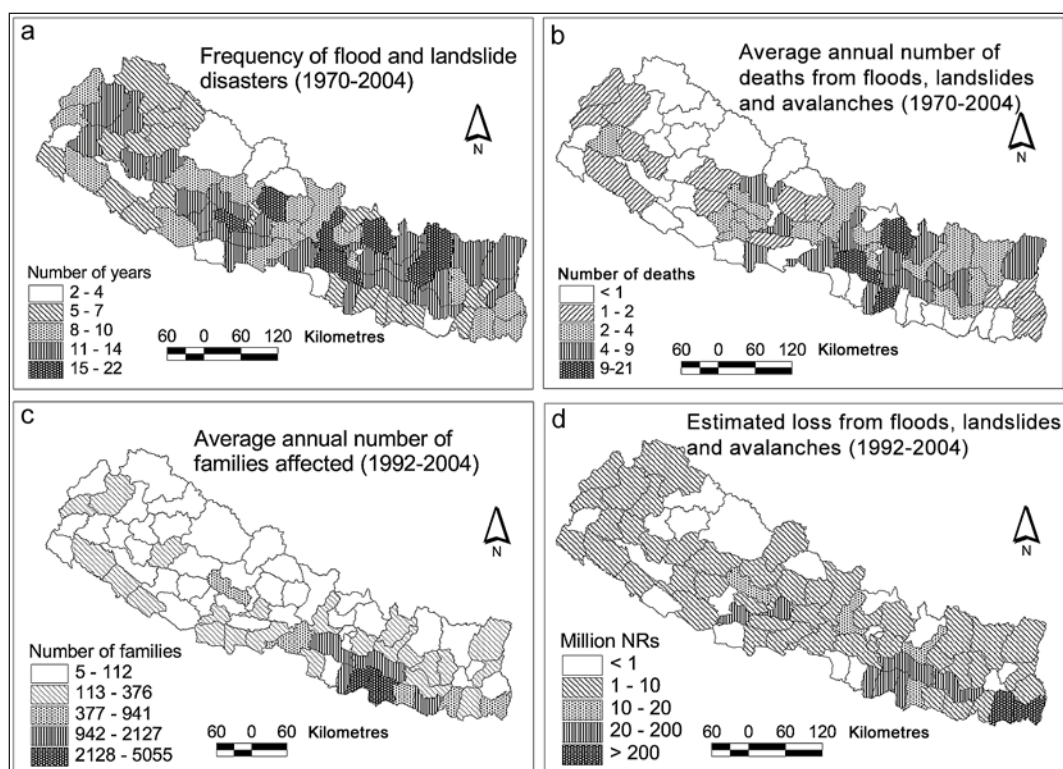 a
Frequency of flood and landslide
disasters (1970-2004)
N
Number of years
2 - 4
5 - 7
8 - 10
11 - 14
15 - 22
60 0 60 120 Kilometres
b
Average annual number of
deaths from floods, landslides
and avalanches (1970-2004)
N
Number of deaths
< 1
1 - 2
2 - 4
4 - 9
9-21
60 0 60 120 Kilometres
c
Average annual number of
families affected (1992-2004)
N
Number of families
5 - 112
113 - 376
377 - 941
942 - 2127
2128 - 5055
60 0 60 Kilometres
d
Estimated loss from floods, landslides
and avalanches (1992-2004)
N
Million NRs
< 1
1 - 10
10 - 20
20 - 200
> 200
60 0 60 120 Kilometres